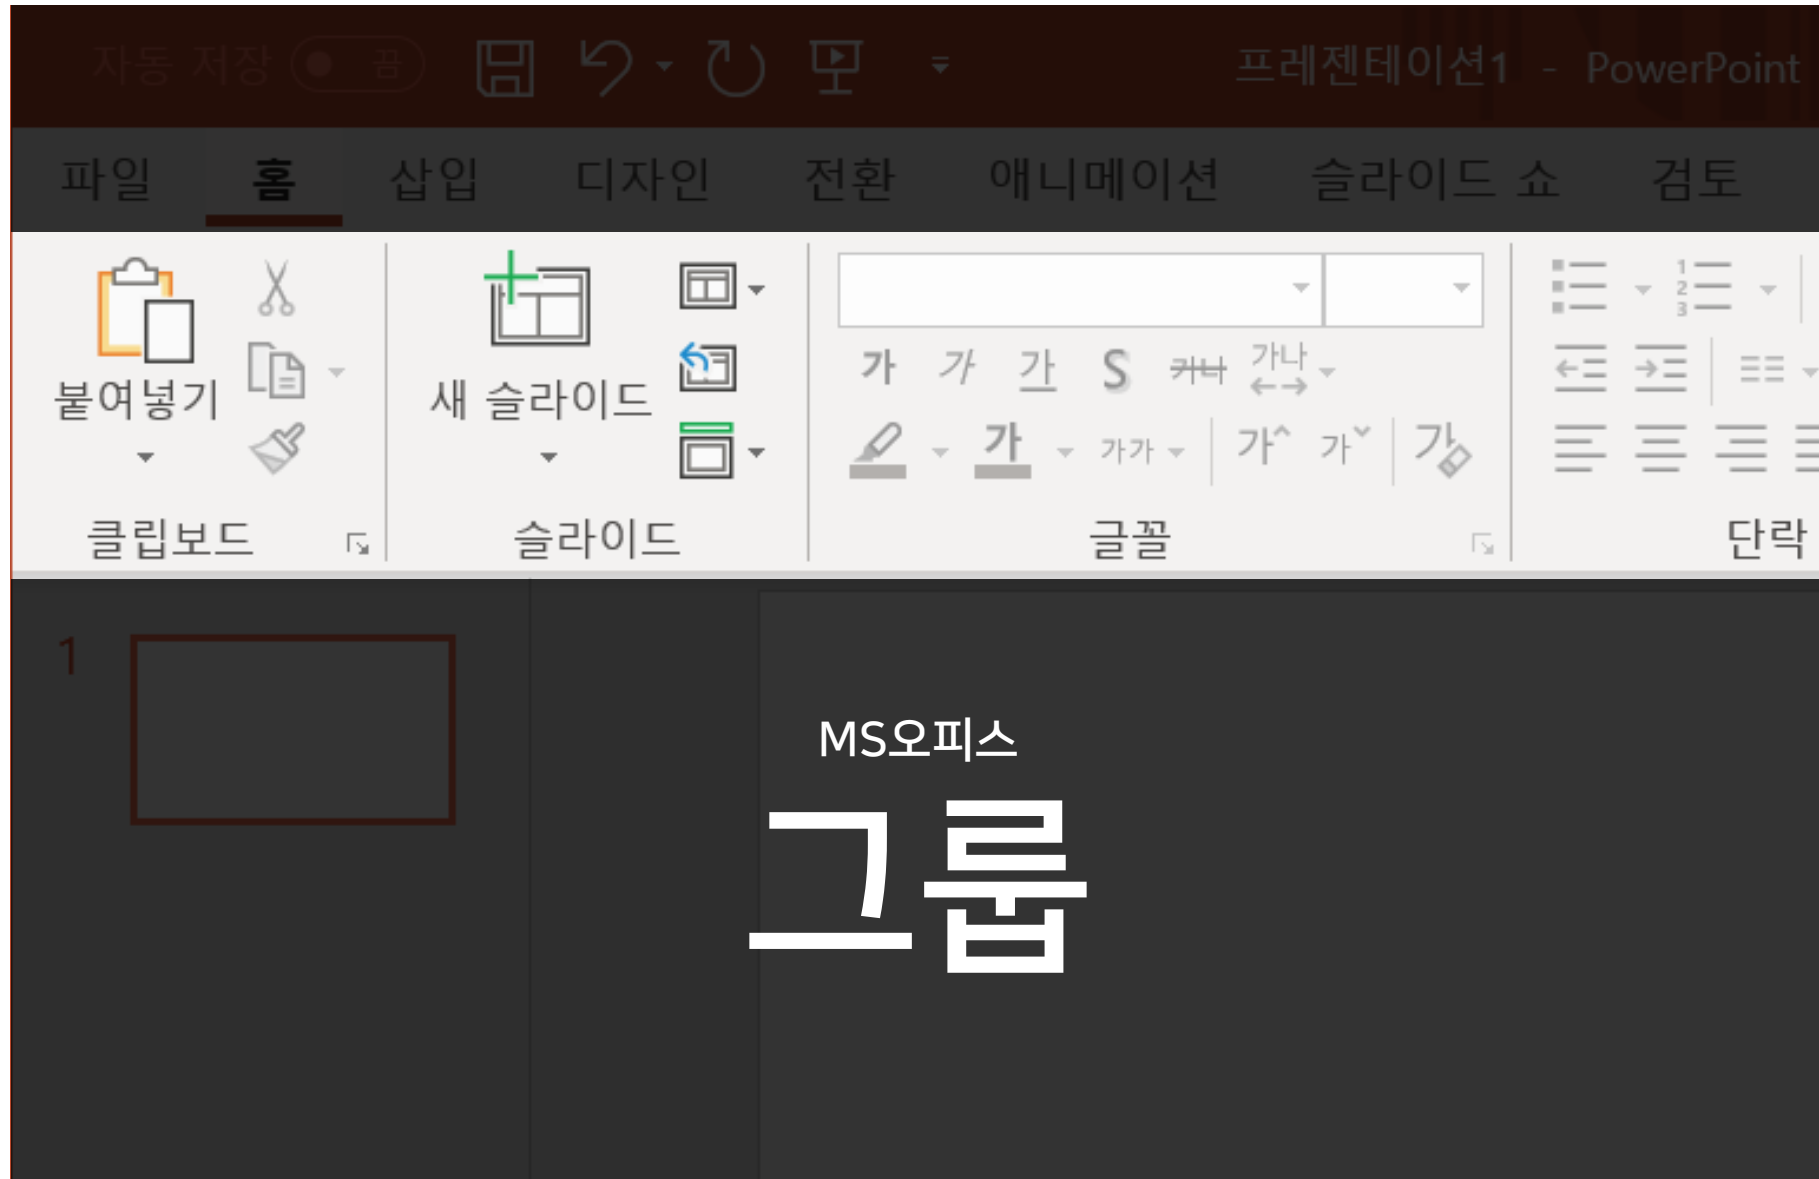 자동 저장 끔 프레젠테이션1 - PowerPoint
파일 홈 삽입 디자인 전환 애니메이션 슬라이드 쇼 검토
붙여넣기 새 슬라이드
가 가 가 S 가나 가나
가 가가 가 가 가
1
2
3
클립보드 슬라이드 글꼴 단락
1
MS오피스
그룹